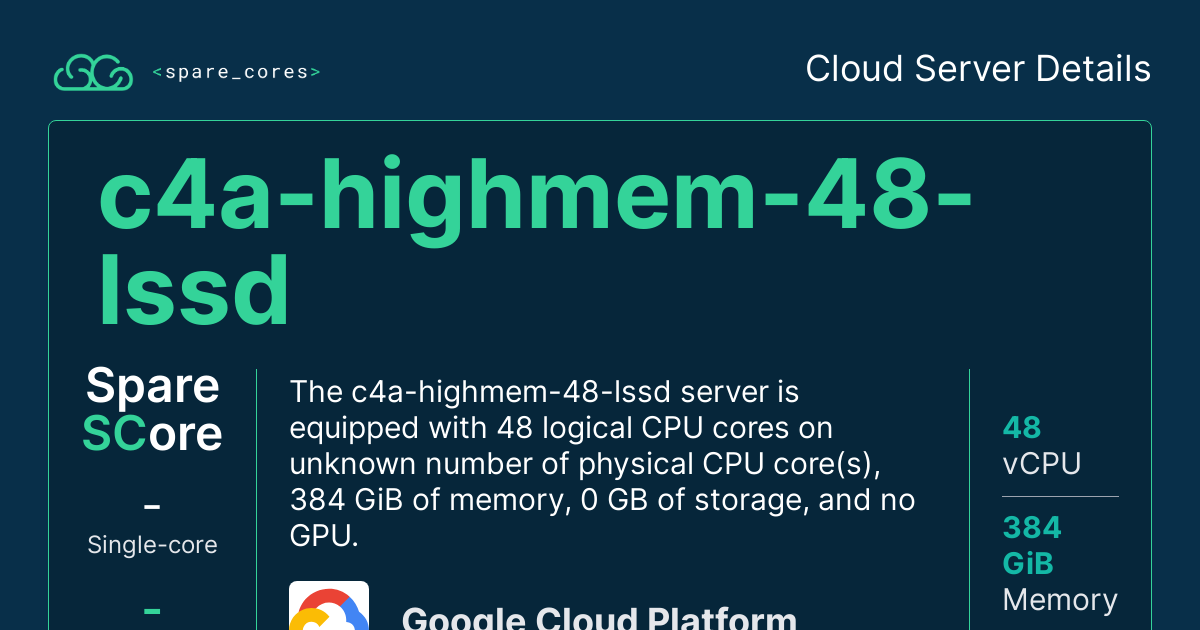 <spare_cores>
Cloud Server Details
c4a-highmem-48-
lssd
Spare
SCore
-
Single-core
-
The c4a-highmem-48-lssd server is
equipped with 48 logical CPU cores on
unknown number of physical CPU core(s),
384 GiB of memory, 0 GB of storage, and no
GPU.
Google Cloud Platform
48
vCPU
384
GiB
Memory